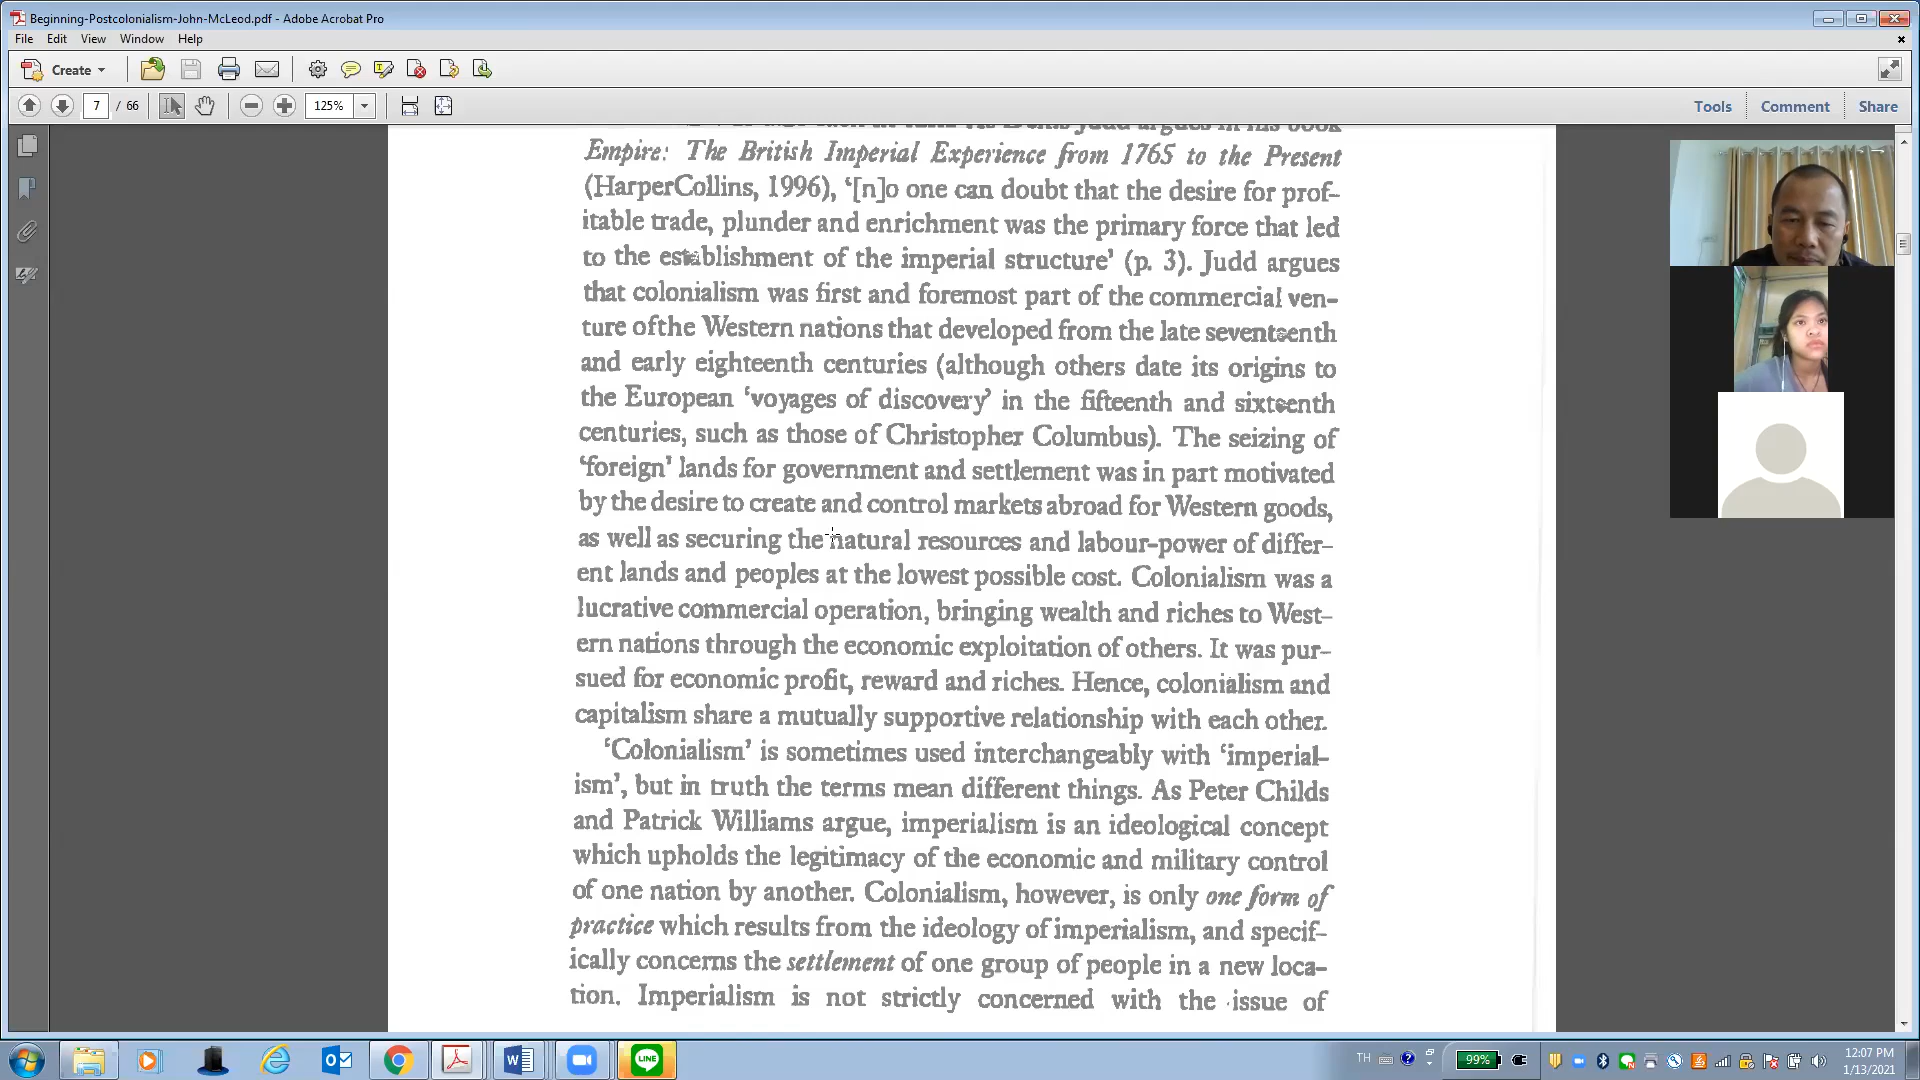 Beginning-Postcolonialism-John-McLeod.pdf - Adobe Acrobat Pro
File Edit View Window Help
Create
7 / 66 125% Tools Comment Share
Judd argues in his book
Empire: The British Imperial Experience from 1765 to the Present
(HarperCollins, 1996), ‘[n]o one can doubt that the desire for prof-
itable trade, plunder and enrichment was the primary force that led
to the establishment of the imperial structure’ (p. 3). Judd argues
that colonialism was first and foremost part of the commercial ven-
ture ofthe Western nations that developed from the late seventeenth
and early eighteenth centuries (although others date its origins to
the European ‘voyages of discovery’ in the fifteenth and sixteenth
centuries, such as those of Christopher Columbus). The seizing of
‘foreign’ lands for government and settlement was in part motivated
by the desire to create and control markets abroad for Western goods,
as well as securing the natural resources and labour-power of differ-
ent lands and peoples at the lowest possible cost. Colonialism was a
lucrative commercial operation, bringing wealth and riches to West-
ern nations through the economic exploitation of others. It was pur-
sued for economic profit, reward and riches. Hence, colonialism and
capitalism share a mutually supportive relationship with each other.
‘Colonialism’ is sometimes used interchangeably with ‘imperial-
ism’, but in truth the terms mean different things. As Peter Childs
and Patrick Williams argue, imperialism is an ideological concept
which upholds the legitimacy of the economic and military control
of one nation by another. Colonialism, however, is only one form of
practice which results from the ideology of imperialism, and specif-
ically concerns the settlement of one group of people in a new loca-
tion. Imperialism is not strictly concerned with the issue of
LINE
TH
99%
12:07 PM
1/13/2021